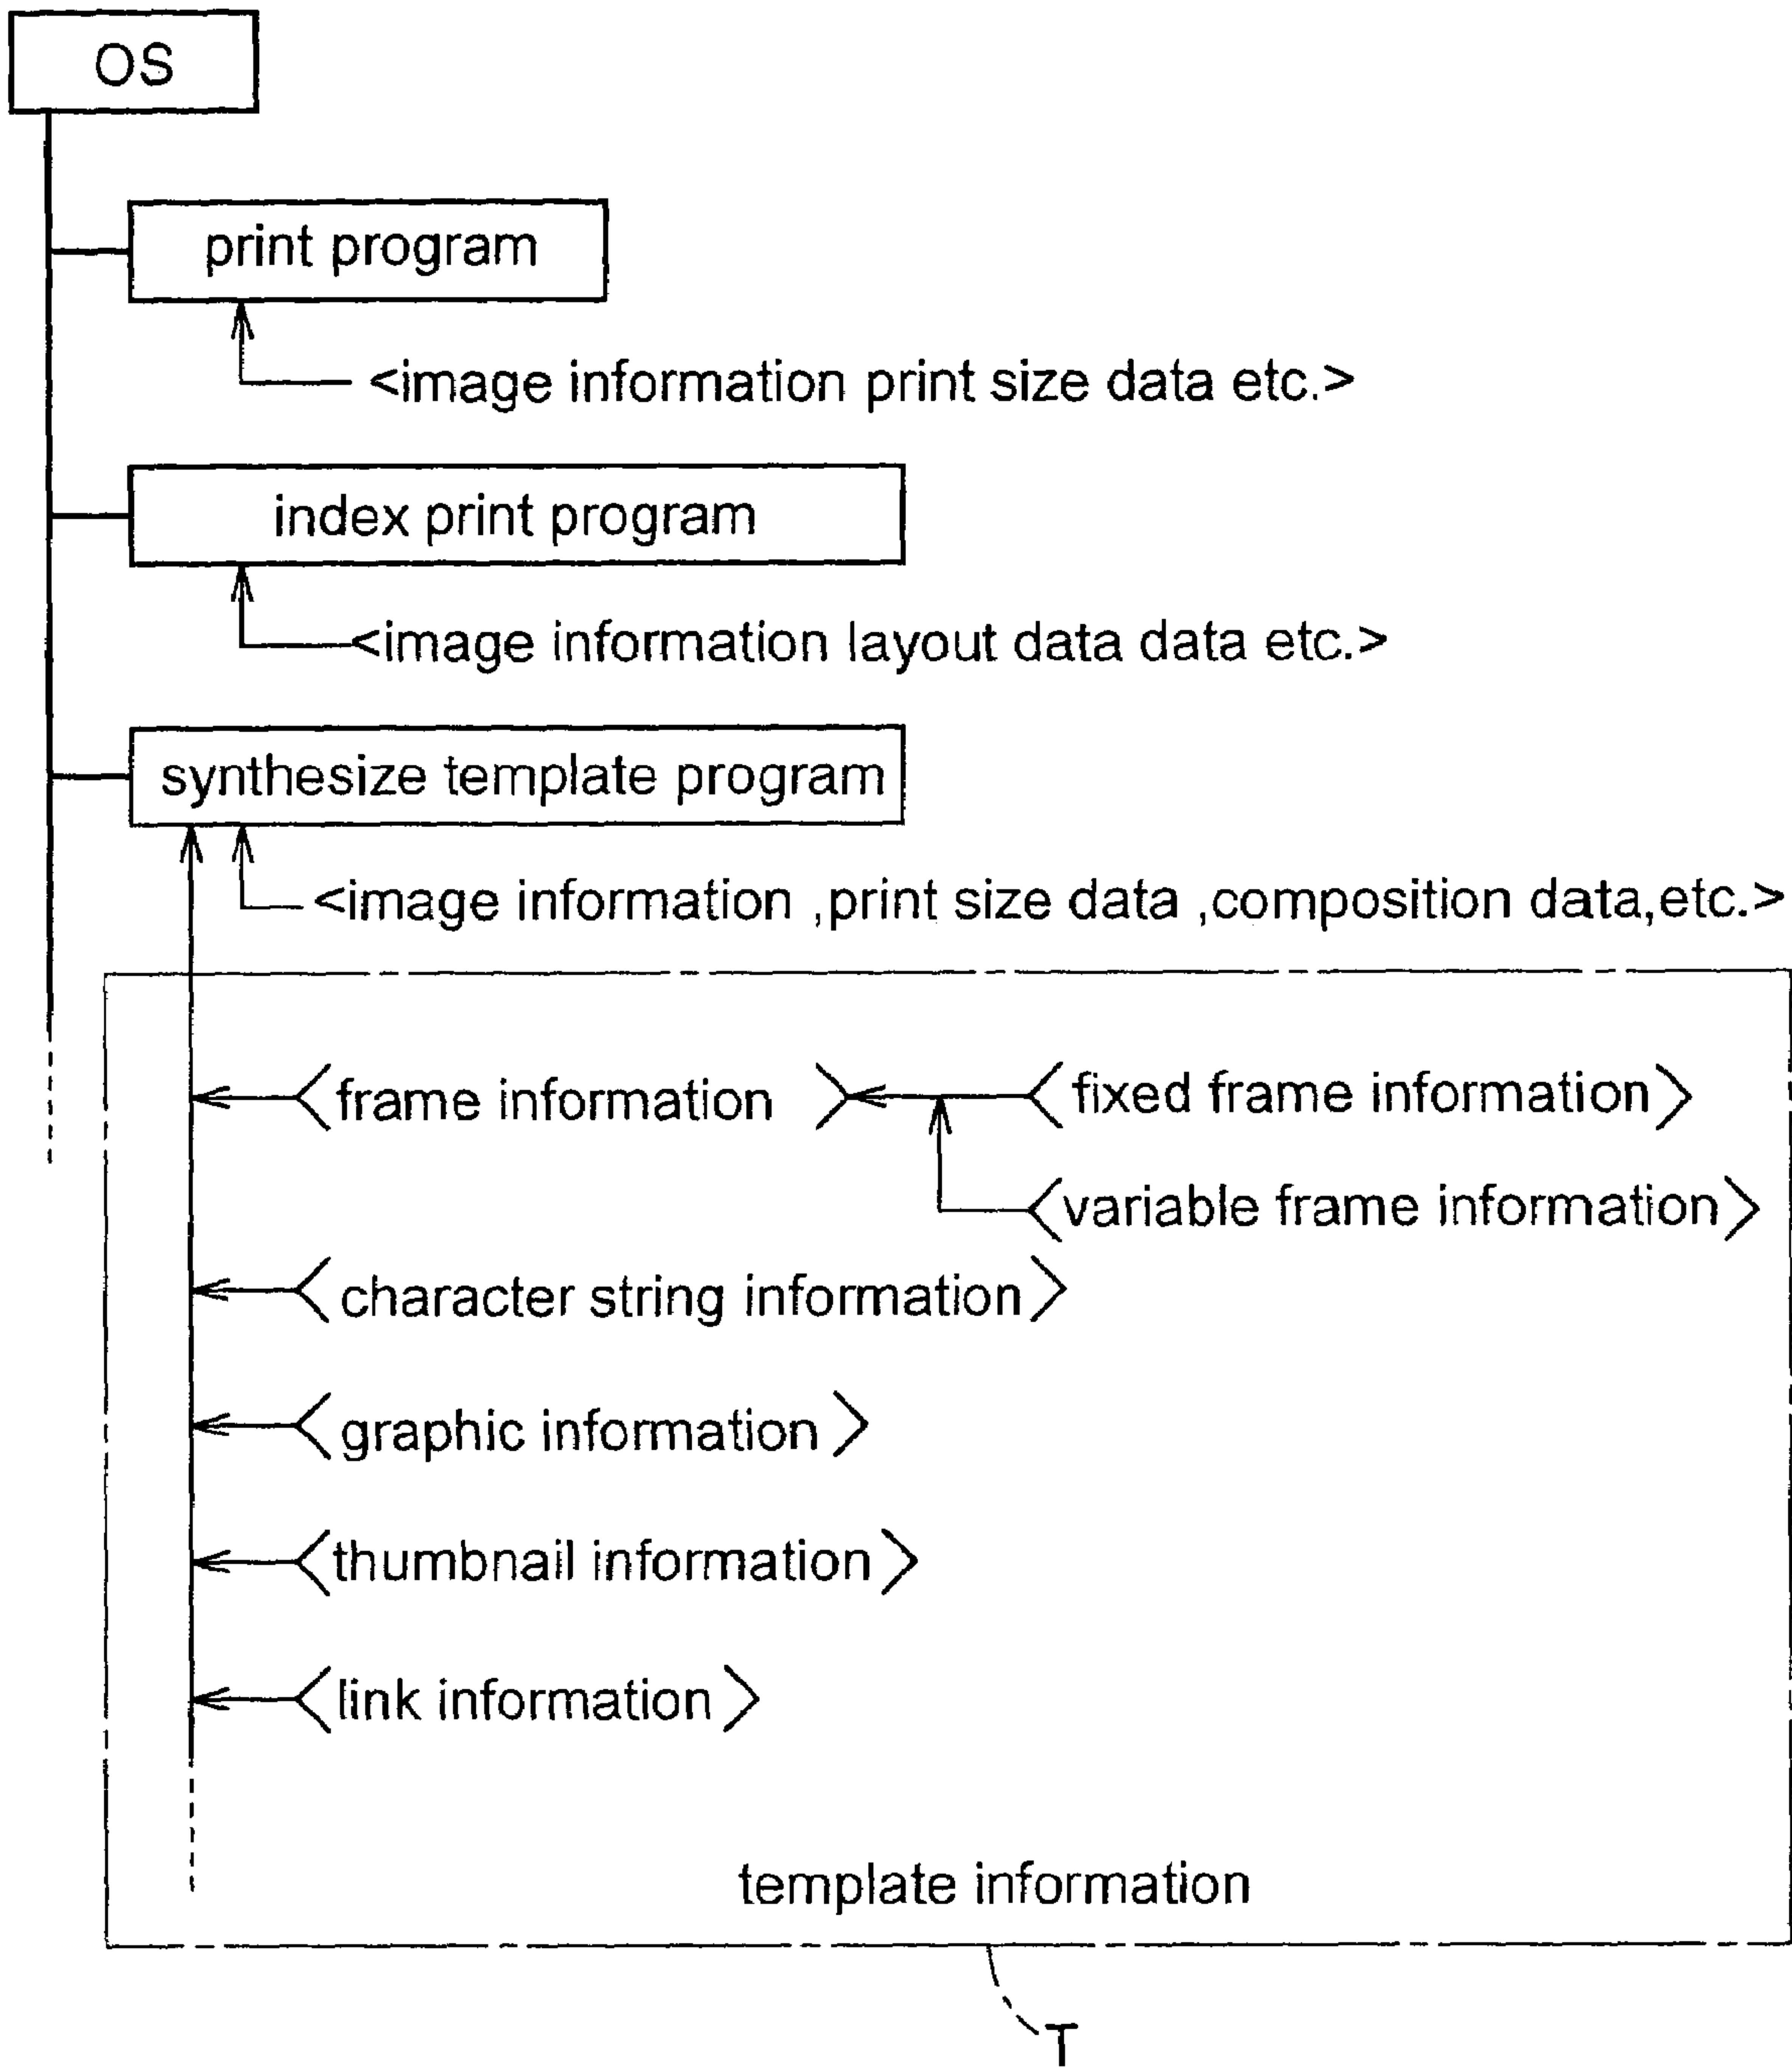 OS
print program
<image information print size data etc.>
index print program
<image information layout data data etc.>
synthesize template program
<image information ,print size data ,composition data,etc.>
<frame information > <fixed frame information>
<variable frame information>
<character string information>
<graphic information>
<thumbnail information>
<link information>
template information
T